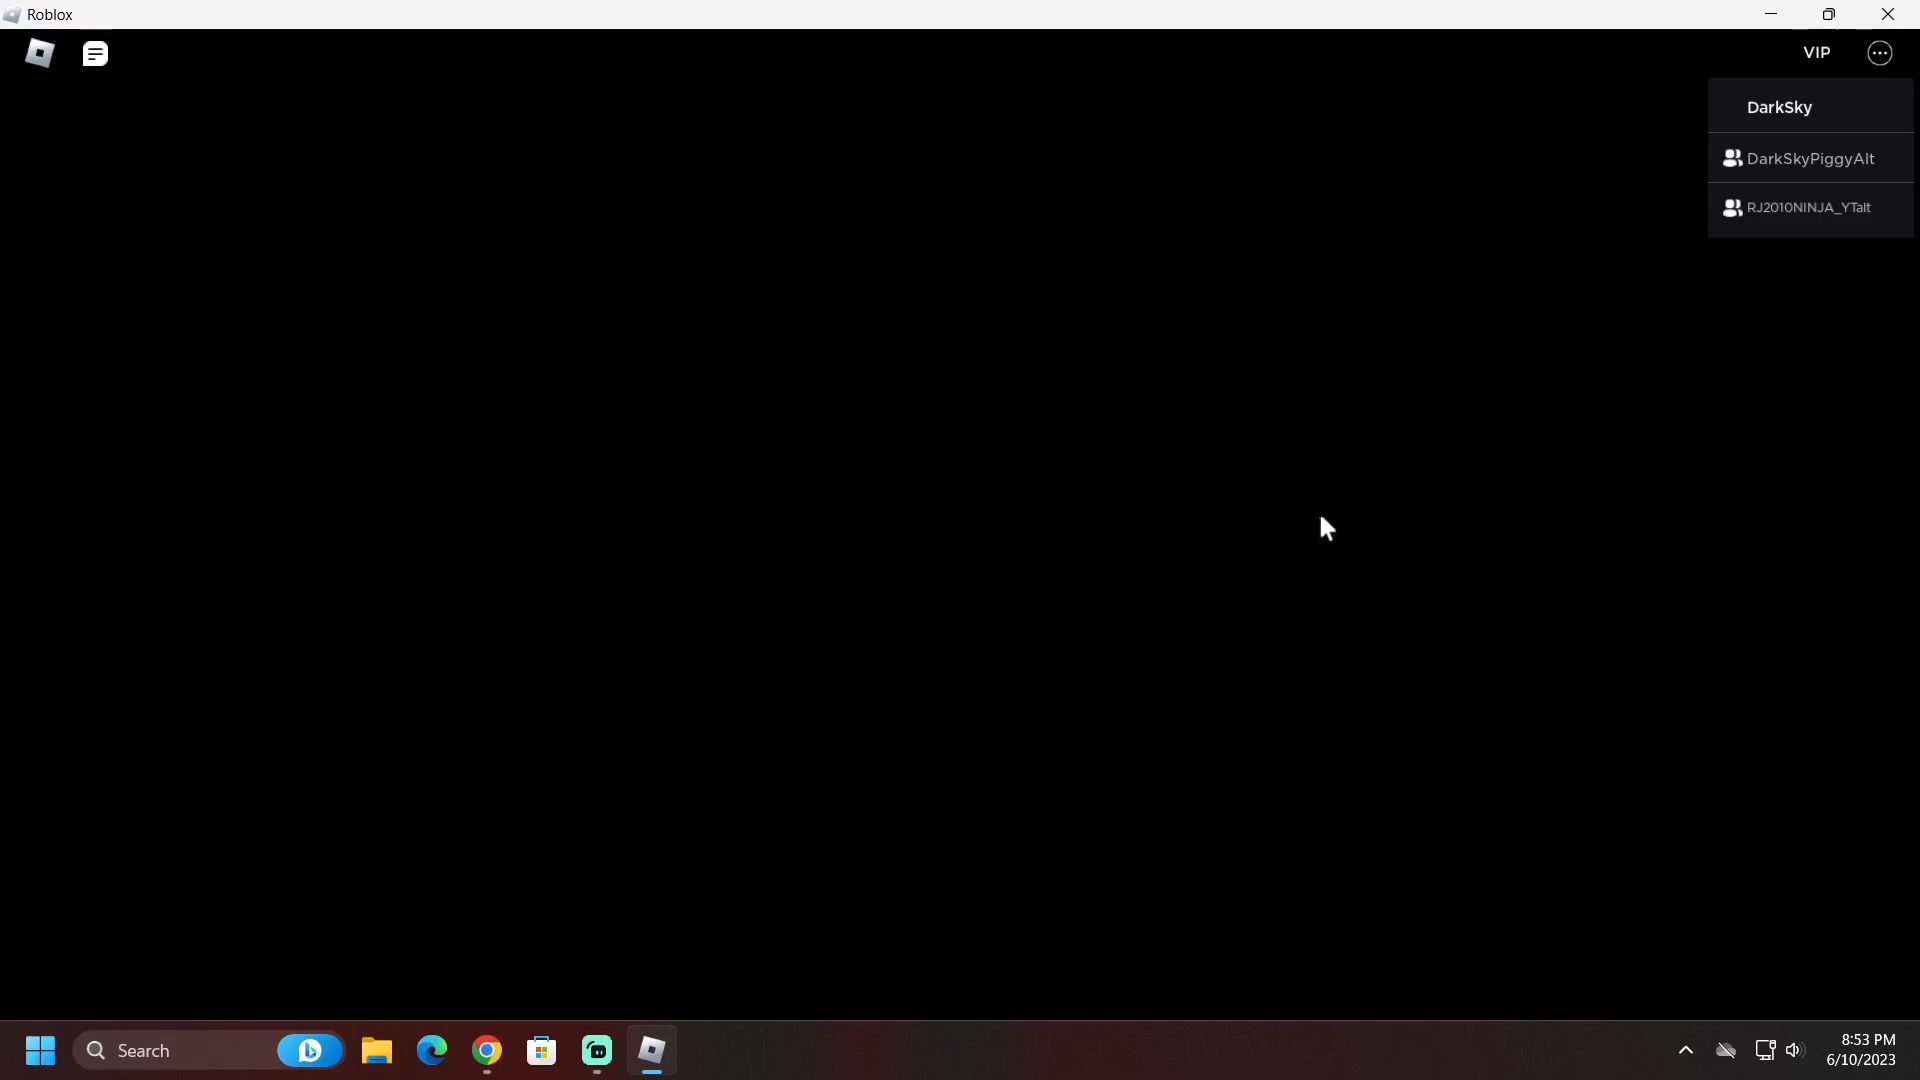 Roblox
VIP
DarkSky
DarkSkyPiggyAlt
RJ2010NINJA_YTalt
Search
8:53 PM
6/10/2023